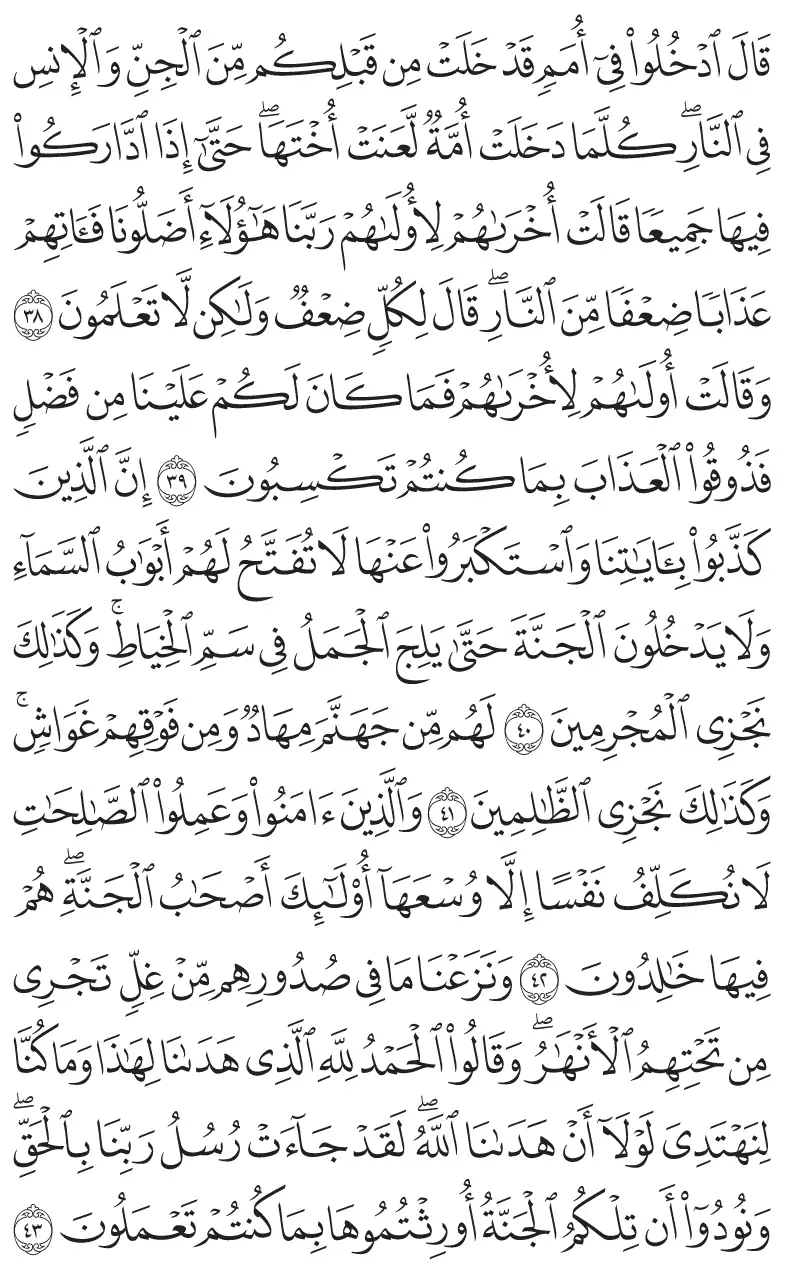 قَالَ ٱدۡخُلُواْ فِيٓ أُمَمٖ قَدۡ خَلَتۡ مِن قَبۡلِكُم مِّنَ ٱلۡجِنِّ وَٱلۡإِنسِ
فِي ٱلنَّارِۖ كُلَّمَا دَخَلَتۡ أُمَّةٞ لَّعَنَتۡ أُخۡتَهَاۖ حَتَّىٰٓ إِذَا ٱدَّارَكُواْ
فِيهَا جَمِيعٗا قَالَتۡ أُخۡرَىٰهُمۡ لِأُولَىٰهُمۡ رَبَّنَا هَٰٓؤُلَآءِ أَضَلُّونَا فَـَٔاتِهِمۡ
عَذَابٗا ضِعۡفٗا مِّنَ ٱلنَّارِۖ قَالَ لِكُلّٖ ضِعۡفٞ وَلَٰكِن لَّا تَعۡلَمُونَ ٣٨
وَقَالَتۡ أُولَىٰهُمۡ لِأُخۡرَىٰهُمۡ فَمَا كَانَ لَكُمۡ عَلَيۡنَا مِن فَضۡلٖ
فَذُوقُواْ ٱلۡعَذَابَ بِمَا كُنتُمۡ تَكۡسِبُونَ ٣٩ إِنَّ ٱلَّذِينَ
كَذَّبُواْ بِـَٔايَٰتِنَا وَٱسۡتَكۡبَرُواْ عَنۡهَا لَا تُفَتَّحُ لَهُمۡ أَبۡوَٰبُ ٱلسَّمَآءِ
وَلَا يَدۡخُلُونَ ٱلۡجَنَّةَ حَتَّىٰ يَلِجَ ٱلۡجَمَلُ فِي سَمِّ ٱلۡخِيَاطِۚ وَكَذَٰلِكَ
نَجۡزِي ٱلۡمُجۡرِمِينَ ٤٠ لَهُم مِّن جَهَنَّمَ مِهَادٞ وَمِن فَوۡقِهِمۡ غَوَاشٖۚ
وَكَذَٰلِكَ نَجۡزِي ٱلظَّٰلِمِينَ ٤١ وَٱلَّذِينَ ءَامَنُواْ وَعَمِلُواْ ٱلصَّٰلِحَٰتِ
لَا نُكَلِّفُ نَفۡسًا إِلَّا وُسۡعَهَآ أُوْلَٰٓئِكَ أَصۡحَٰبُ ٱلۡجَنَّةِۖ هُمۡ
فِيهَا خَٰلِدُونَ ٤٢ وَنَزَعۡنَا مَا فِي صُدُورِهِم مِّنۡ غِلّٖ تَجۡرِي
مِن تَحۡتِهِمُ ٱلۡأَنۡهَٰرُۖ وَقَالُواْ ٱلۡحَمۡدُ لِلَّهِ ٱلَّذِي هَدَىٰنَا لِهَٰذَا وَمَا كُنَّا
لِنَهۡتَدِيَ لَوۡلَآ أَنۡ هَدَىٰنَا ٱللَّهُۖ لَقَدۡ جَآءَتۡ رُسُلُ رَبِّنَا بِٱلۡحَقِّۖ
وَنُودُوٓاْ أَن تِلۡكُمُ ٱلۡجَنَّةُ أُورِثۡتُمُوهَا بِمَا كُنتُمۡ تَعۡمَلُونَ ٤٣